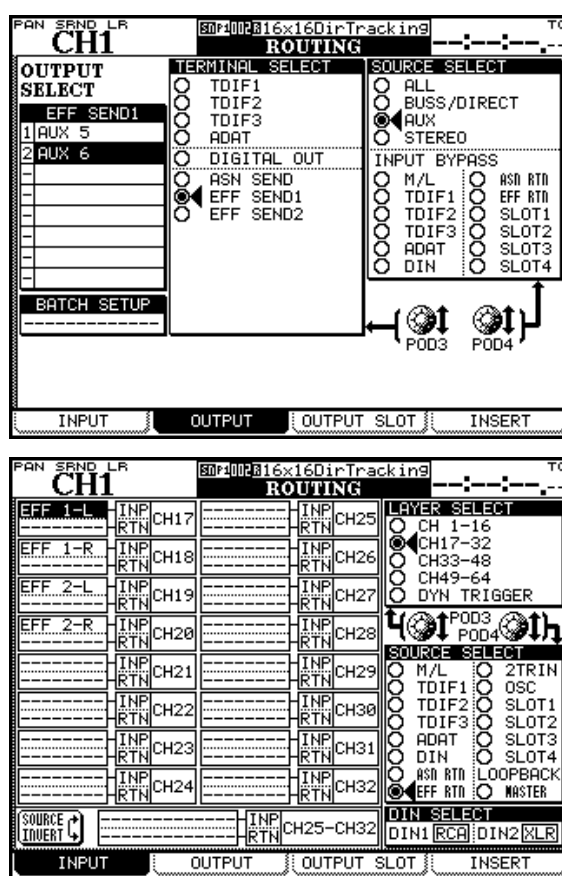 PAN SRND LR
CH1
SNP1 002 R 16x16DirTracking
ROUTING
--:--:--.--
TC
OUTPUT
SELECT
EFF SEND1
1 AUX 5
2 AUX 6
BATCH SETUP
TERMINAL SELECT
TDIF1
TDIF2
TDIF3
ADAT
DIGITAL OUT
ASN SEND
EFF SEND1
EFF SEND2
SOURCE SELECT
ALL
BUSS/DIRECT
AUX
STEREO
INPUT BYPASS
M/L ASN RTN
TDIF1 EFF RTN
TDIF2 SLOT1
TDIF3 SLOT2
ADAT SLOT3
DIN SLOT4
POD3 POD4
INPUT OUTPUT OUTPUT SLOT INSERT
PAN SRND LR
CH1
SNP1 002 R 16x16DirTracking
ROUTING
--:--:--.--
TC
EFF 1-L INP RTN CH17 INP RTN CH25
EFF 1-R INP RTN CH18 INP RTN CH26
EFF 2-L INP RTN CH19 INP RTN CH27
EFF 2-R INP RTN CH20 INP RTN CH28
INP RTN CH21 INP RTN CH29
INP RTN CH22 INP RTN CH30
INP RTN CH23 INP RTN CH31
INP RTN CH24 INP RTN CH32
SOURCE INVERT INP RTN CH25-CH32
LAYER SELECT
CH 1-16
CH17-32
CH33-48
CH49-64
DYN TRIGGER
POD3
POD4
SOURCE SELECT
M/L 2TRIN
TDIF1 OSC
TDIF2 SLOT1
TDIF3 SLOT2
ADAT SLOT3
DIN SLOT4
ASN RTN LOOPBACK
EFF RTN MASTER
DIN SELECT
DIN1 RCA DIN2 XLR
INPUT OUTPUT OUTPUT SLOT INSERT